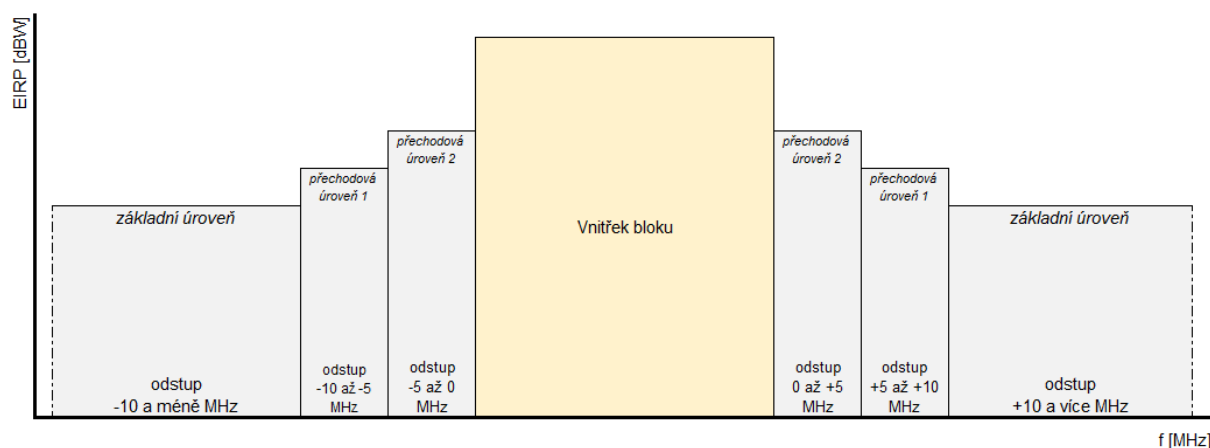 EIRP [dBW]
přechodová
úroveň 2
přechodová
úroveň 2
přechodová
úroveň 1
přechodová
úroveň 1
základní úroveň
základní úroveň
Vnitřek bloku
odstup
-10 a méně MHz
odstup
-10 až -5
MHz
odstup
-5 až 0
MHz
odstup
0 až +5
MHz
odstup
+5 až +10
MHz
odstup
+10 a více MHz
f [MHz]